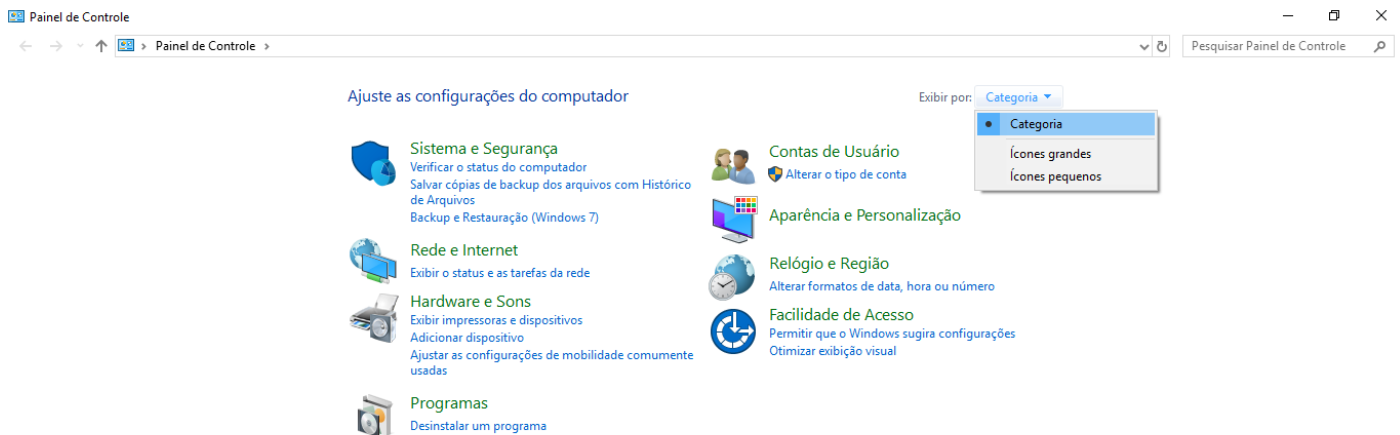 Painel de Controle
Painel de Controle
Pesquisar Painel de Controle
Ajuste as configurações do computador
Exibir por: Categoria
Categoria
Ícones grandes
Ícones pequenos
Sistema e Segurança
Verificar o status do computador
Salvar cópias de backup dos arquivos com Histórico
de Arquivos
Backup e Restauração (Windows 7)
Rede e Internet
Exibir o status e as tarefas da rede
Hardware e Sons
Exibir impressoras e dispositivos
Adicionar dispositivo
Ajustar as configurações de mobilidade comumente
usadas
Programas
Desinstalar um programa
Contas de Usuário
Alterar o tipo de conta
Aparência e Personalização
Relógio e Região
Alterar formatos de data, hora ou número
Facilidade de Acesso
Permitir que o Windows sugira configurações
Otimizar exibição visual